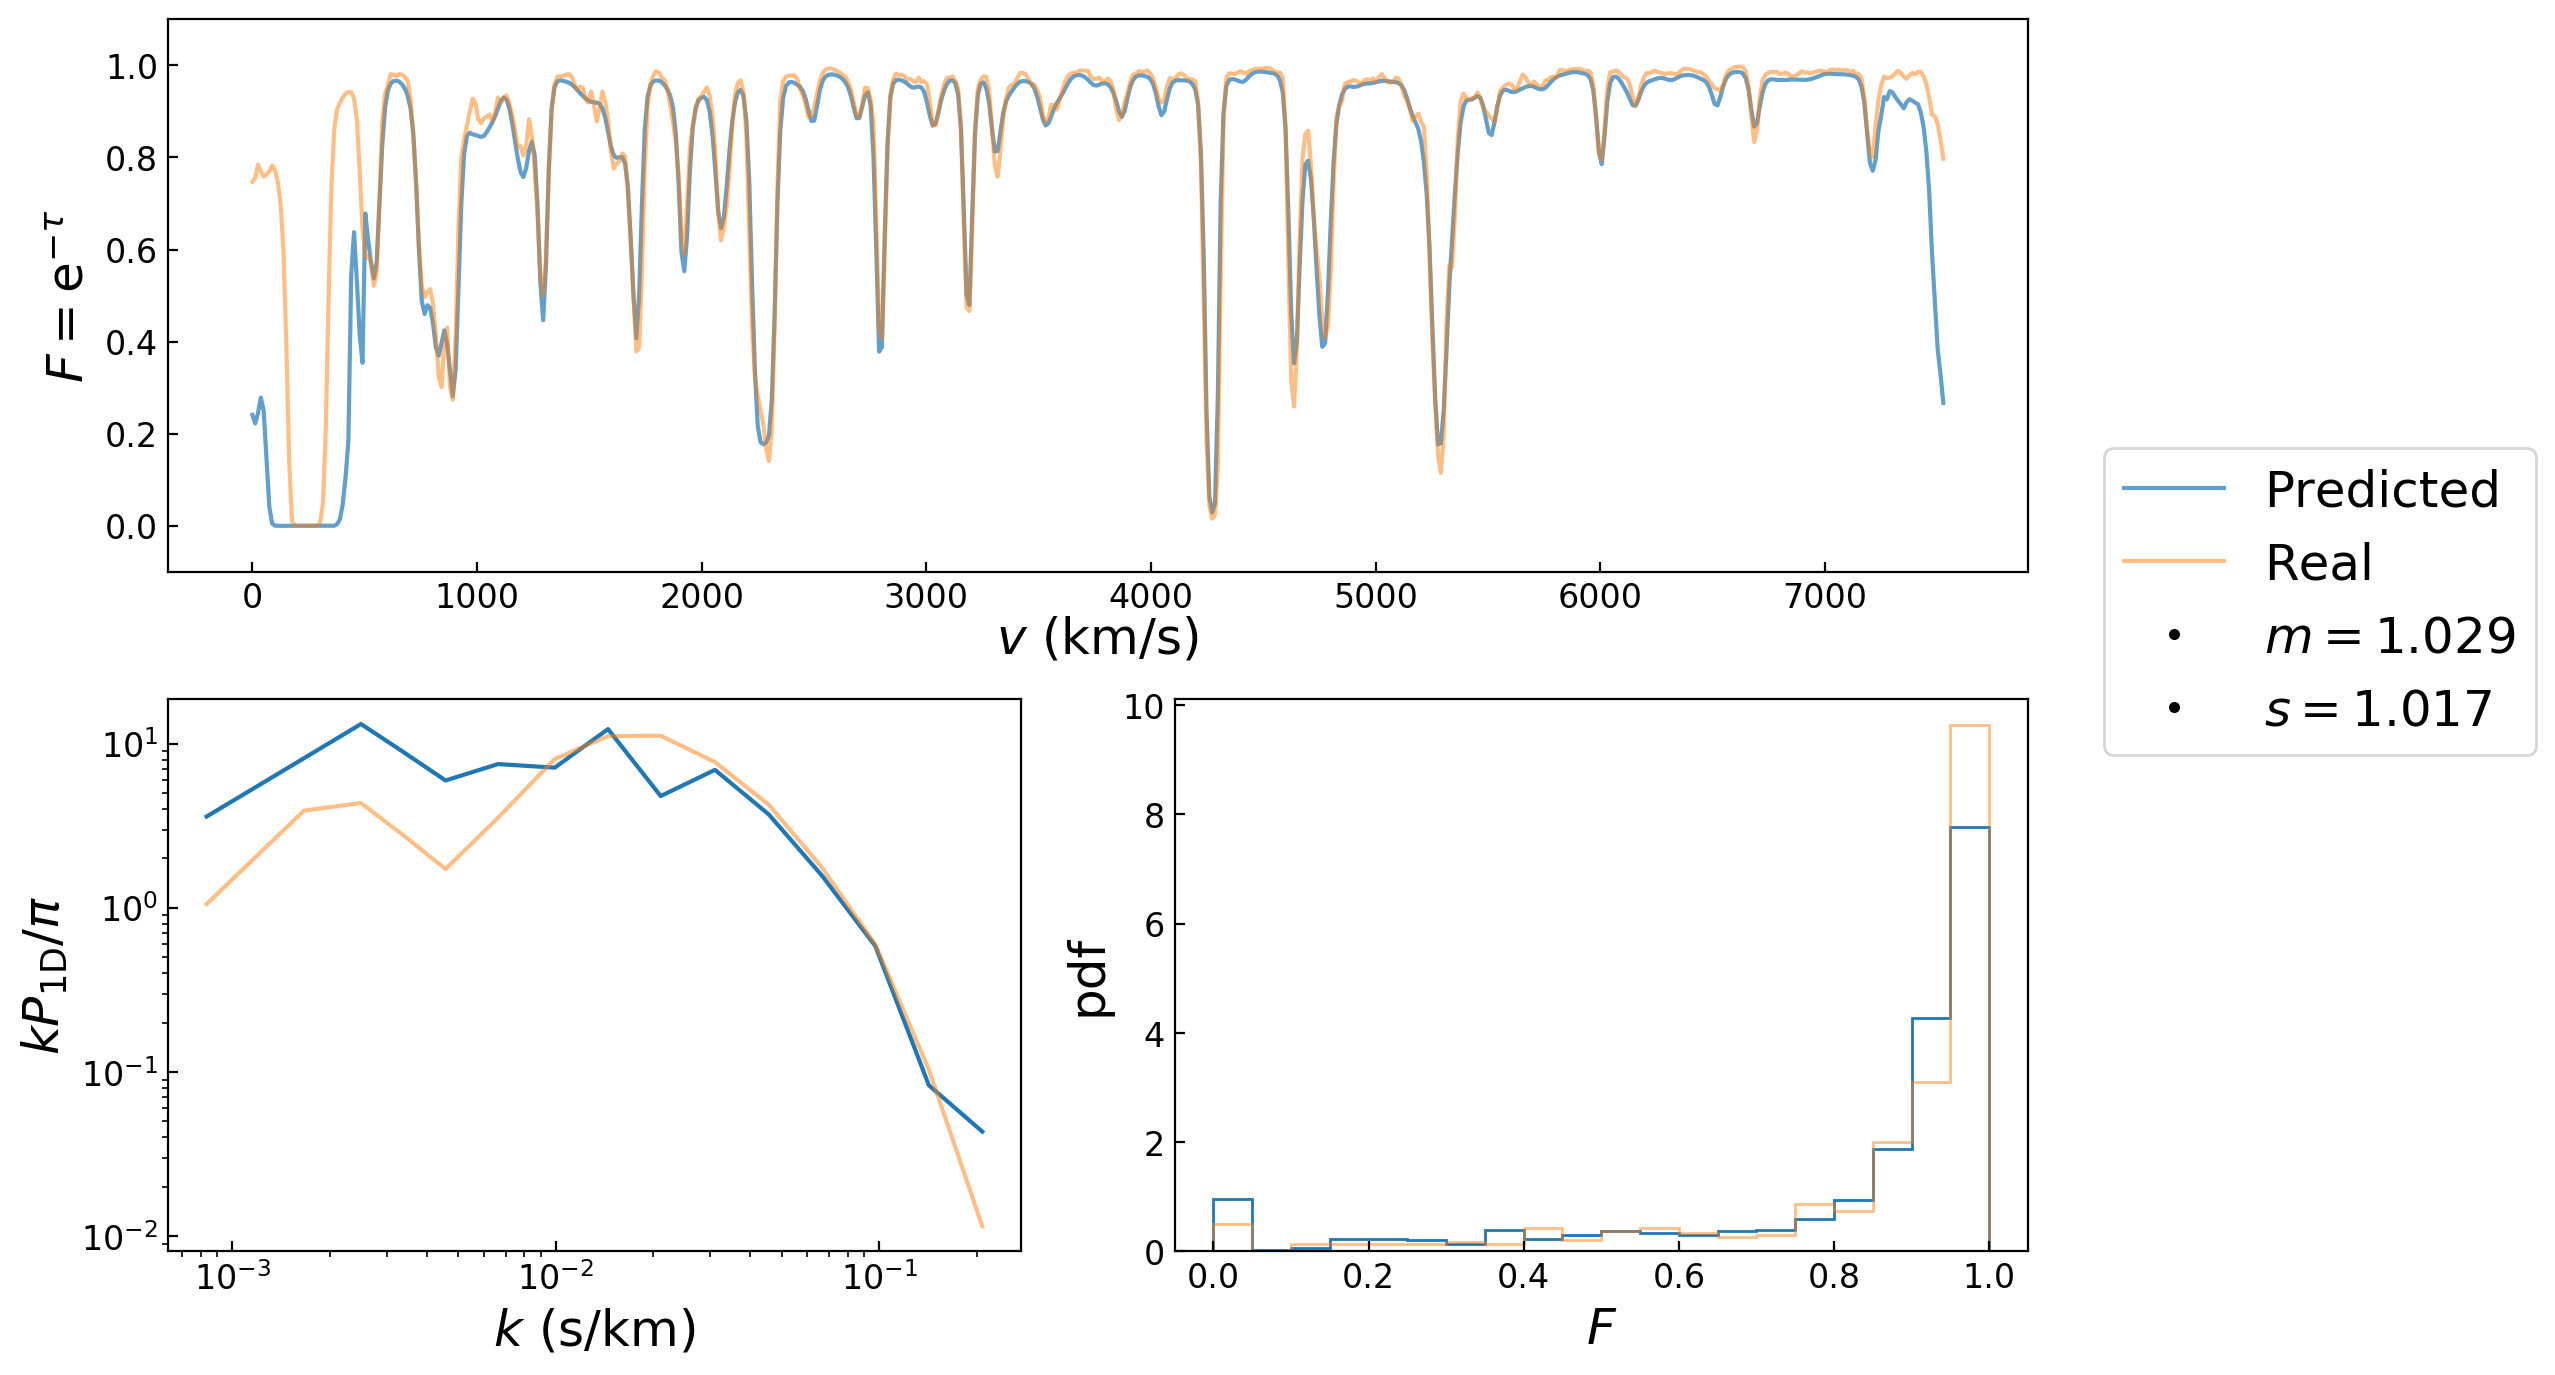 1.0
0.8
0.6
0.4
0.2
0.0
F = e^{-τ}
0 1000 2000 3000 4000 5000 6000 7000
v (km/s)
Predicted
Real
m = 1.029
s = 1.017
10^1
10^0
10^{-1}
10^{-2}
kP_{1D}/π
10^{-3} 10^{-2} 10^{-1}
k (s/km)
10
8
6
4
2
0
pdf
0.0 0.2 0.4 0.6 0.8 1.0
F